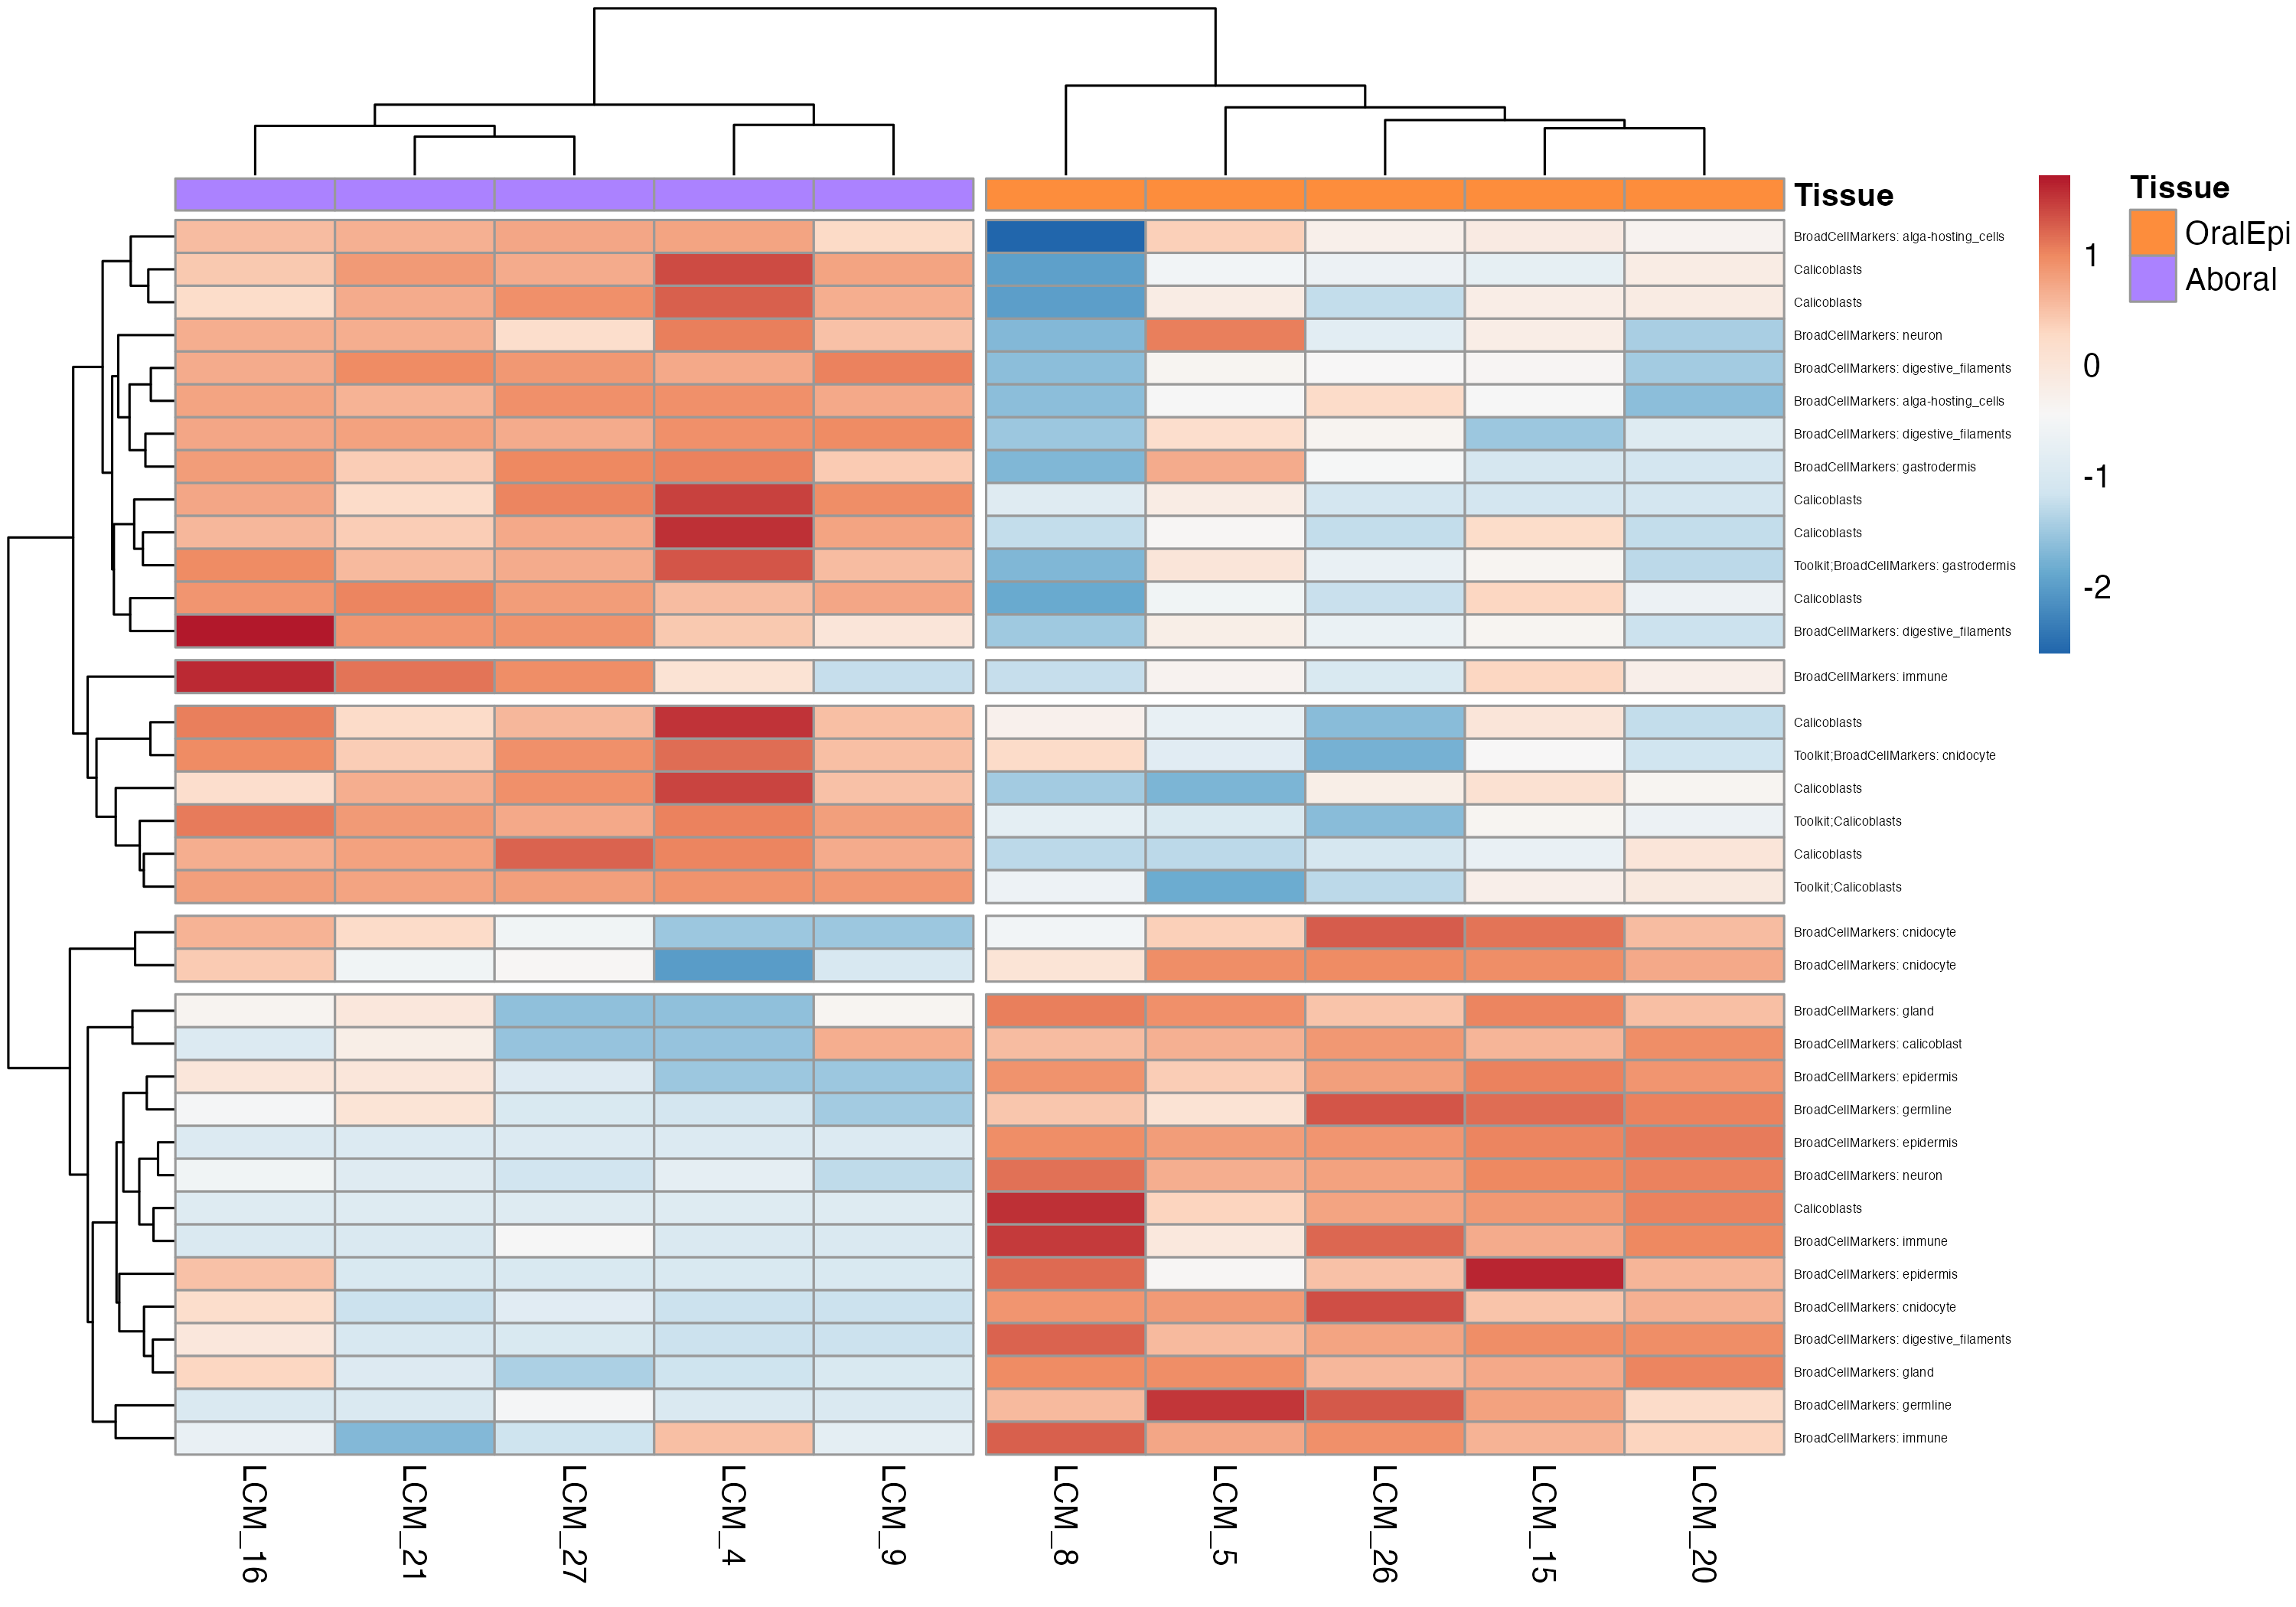 Tissue
BroadCellMarkers: alga-hosting_cells
Calicoblasts
Calicoblasts
BroadCellMarkers: neuron
BroadCellMarkers: digestive_filaments
BroadCellMarkers: alga-hosting_cells
BroadCellMarkers: digestive_filaments
BroadCellMarkers: gastrodermis
Calicoblasts
Calicoblasts
Toolkit;BroadCellMarkers: gastrodermis
Calicoblasts
BroadCellMarkers: digestive_filaments
BroadCellMarkers: immune
Calicoblasts
Toolkit;BroadCellMarkers: cnidocyte
Calicoblasts
Toolkit;Calicoblasts
Calicoblasts
Toolkit;Calicoblasts
BroadCellMarkers: cnidocyte
BroadCellMarkers: cnidocyte
BroadCellMarkers: gland
BroadCellMarkers: calicoblast
BroadCellMarkers: epidermis
BroadCellMarkers: germline
BroadCellMarkers: epidermis
BroadCellMarkers: neuron
Calicoblasts
BroadCellMarkers: immune
BroadCellMarkers: epidermis
BroadCellMarkers: cnidocyte
BroadCellMarkers: digestive_filaments
BroadCellMarkers: gland
BroadCellMarkers: germline
BroadCellMarkers: immune
1
0
-1
-2
Tissue
OralEpi
Aboral
LCM_16
LCM_21
LCM_27
LCM_4
LCM_9
LCM_8
LCM_5
LCM_26
LCM_15
LCM_20